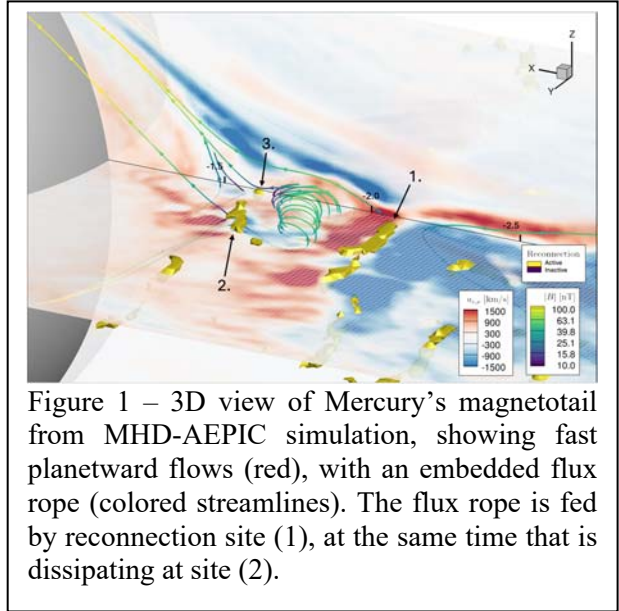 Z
X
Y
3.
1.
-1.5
-2.0
-2.5
2.
Reconnection
Active
Inactive
[km/s]
|B| [nT]
1500
900
300
-300
-900
-1500
100.0
63.1
39.8
25.1
15.8
10.0
Figure 1 – 3D view of Mercury's magnetotail
from MHD-AEPIC simulation, showing fast
planetward flows (red), with an embedded flux
rope (colored streamlines). The flux rope is fed
by reconnection site (1), at the same time that is
dissipating at site (2).